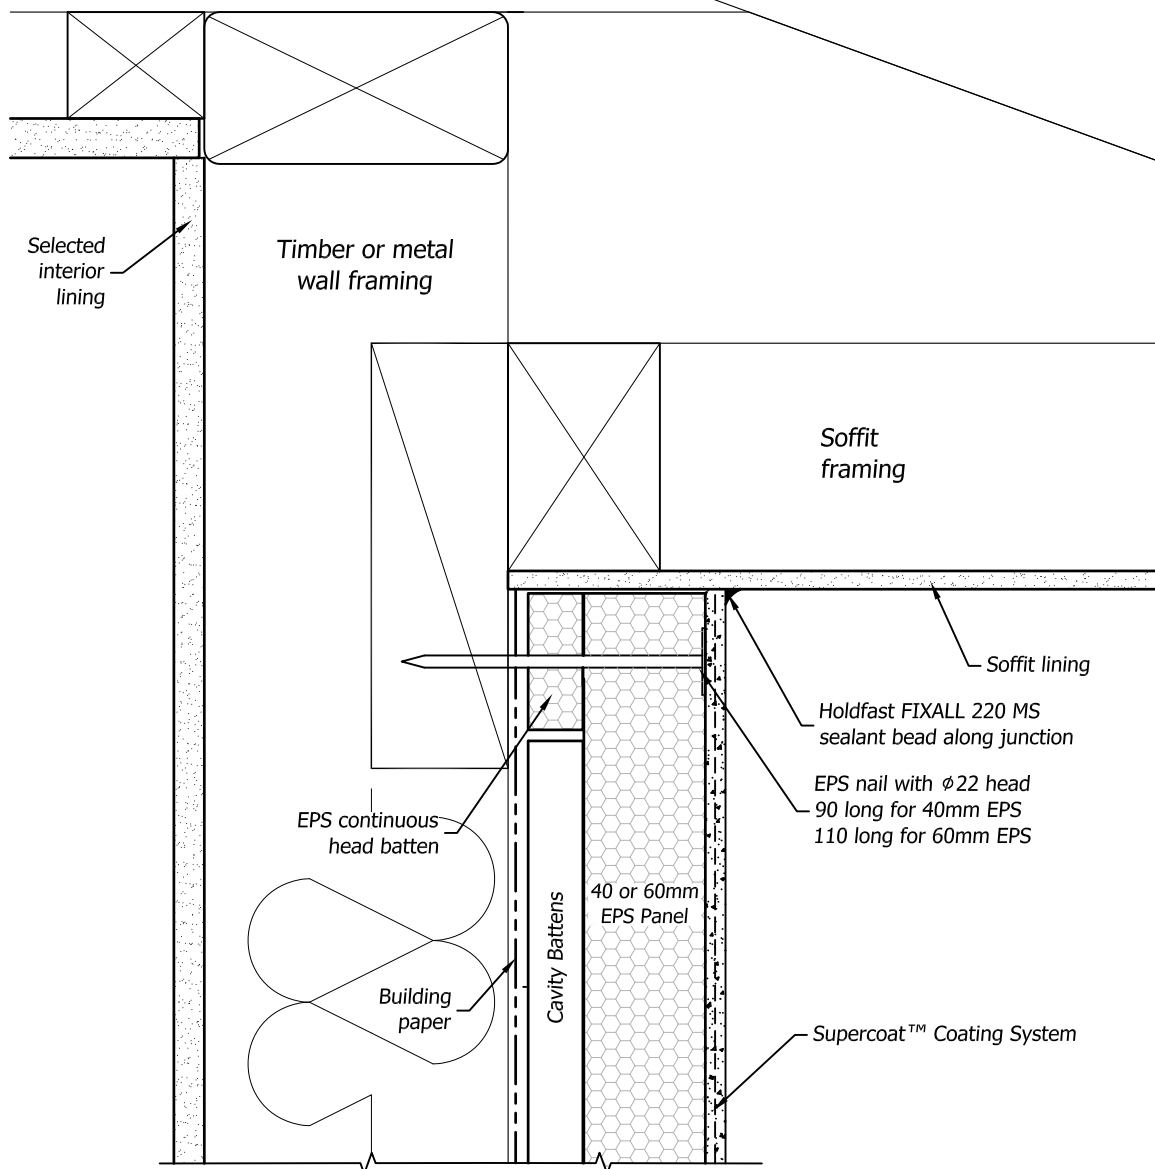 Selected
interior
lining
Timber or metal
wall framing
Soffit
framing
Soffit lining
Holdfast FIXALL 220 MS
sealant bead along junction
EPS nail with ⌀22 head
90 long for 40mm EPS
110 long for 60mm EPS
EPS continuous
head batten
40 or 60mm
EPS Panel
Cavity Battens
Building
paper
Supercoat™ Coating System